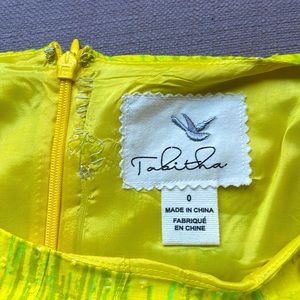 Tabitha
0
MADE IN CHINA
FABRIQUÉ
EN CHINE